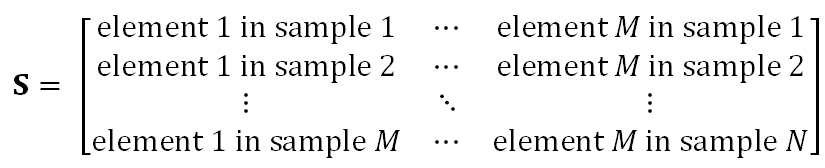 element 1 in sample 1 ⋯ element M in sample 1
element 1 in sample 2 ⋯ element M in sample 2
S = ⋮ ⋱ ⋮
element 1 in sample M ⋯ element M in sample N